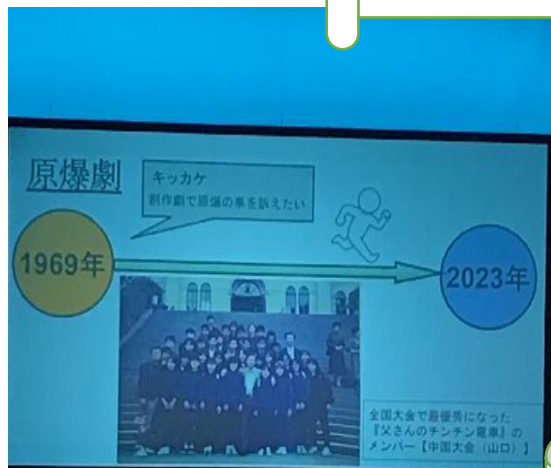 原爆劇
キッカケ
創作劇で原爆の事を訴えたい
1969年
2023年
全国大会で最優秀になった
『父さんのチンチン電車』の
メンバー【中国大会（山口）】